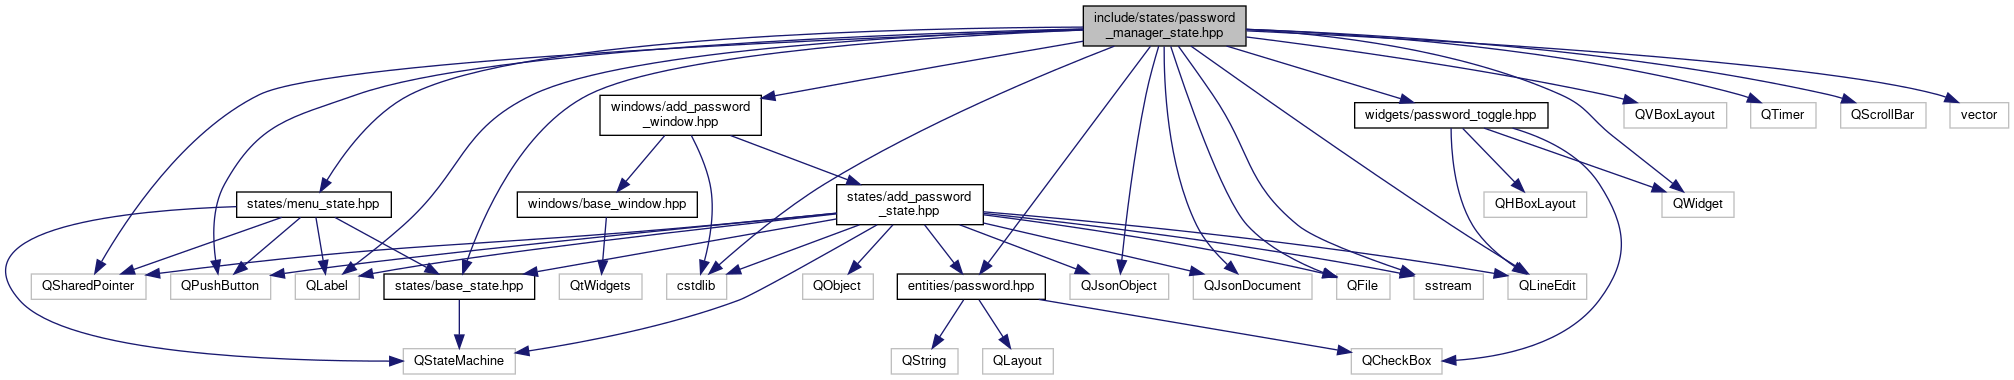 include/states/password
_manager_state.hpp
windows/add_password
_window.hpp
widgets/password_toggle.hpp
QVBoxLayout
QTimer
QScrollBar
vector
states/menu_state.hpp
windows/base_window.hpp
states/add_password
_state.hpp
QHBoxLayout
QWidget
QSharedPointer
QPushButton
QLabel
states/base_state.hpp
QtWidgets
cstdlib
QObject
entities/password.hpp
QJsonObject
QJsonDocument
QFile
sstream
QLineEdit
QStateMachine
QString
QLayout
QCheckBox